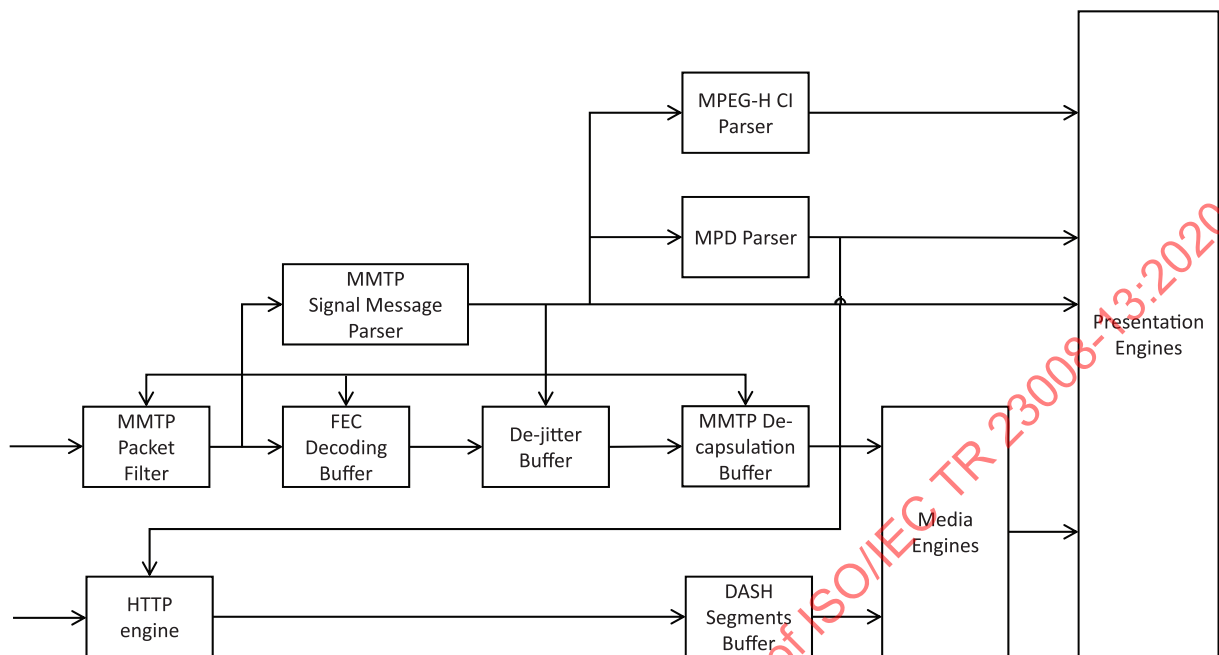 MPEG-H CI
Parser
MPD Parser
MMTP
Signal Message
Parser
Presentation
Engines
MMTP
Packet
Filter
FEC
Decoding
Buffer
De-jitter
Buffer
MMTP De-
capsulation
Buffer
Media
Engines
HTTP
engine
DASH
Segments
Buffer
of ISO/IEC TR 23008-13:2020